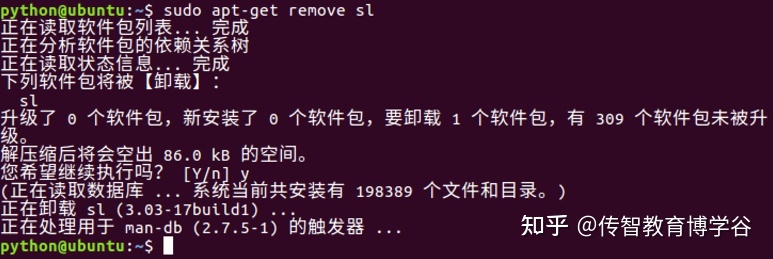 python@ubuntu:~$ sudo apt-get remove sl
正在读取软件包列表... 完成
正在分析软件包的依赖关系树
正在读取状态信息... 完成
下列软件包将被【卸载】：
  sl
升级了 0 个软件包，新安装了 0 个软件包，要卸载 1 个软件包，有 309 个软件包未被升
级。
解压缩后将会空出 86.0 kB 的空间。
您希望继续执行吗？ [Y/n] y
(正在读取数据库 ... 系统当前共安装有 198389 个文件和目录。)
正在卸载 sl (3.03-17build1) ...
正在处理用于 man-db (2.7.5-1) 的触发器 ...
python@ubuntu:~$
知乎 @传智教育博学谷